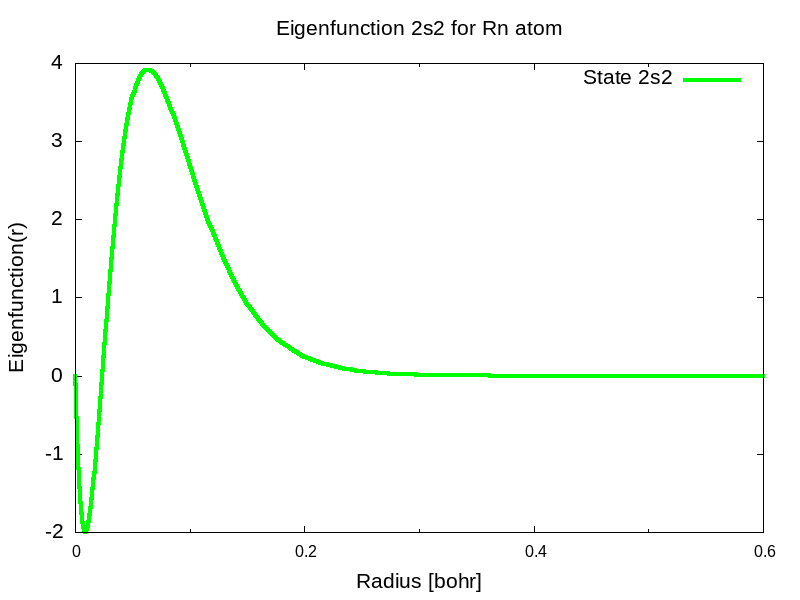 Eigenfunction 2s2 for Rn atom
State 2s2
4
3
2
1
0
-1
-2
Eigenfunction(r)
0 0.2 0.4 0.6
Radius [bohr]